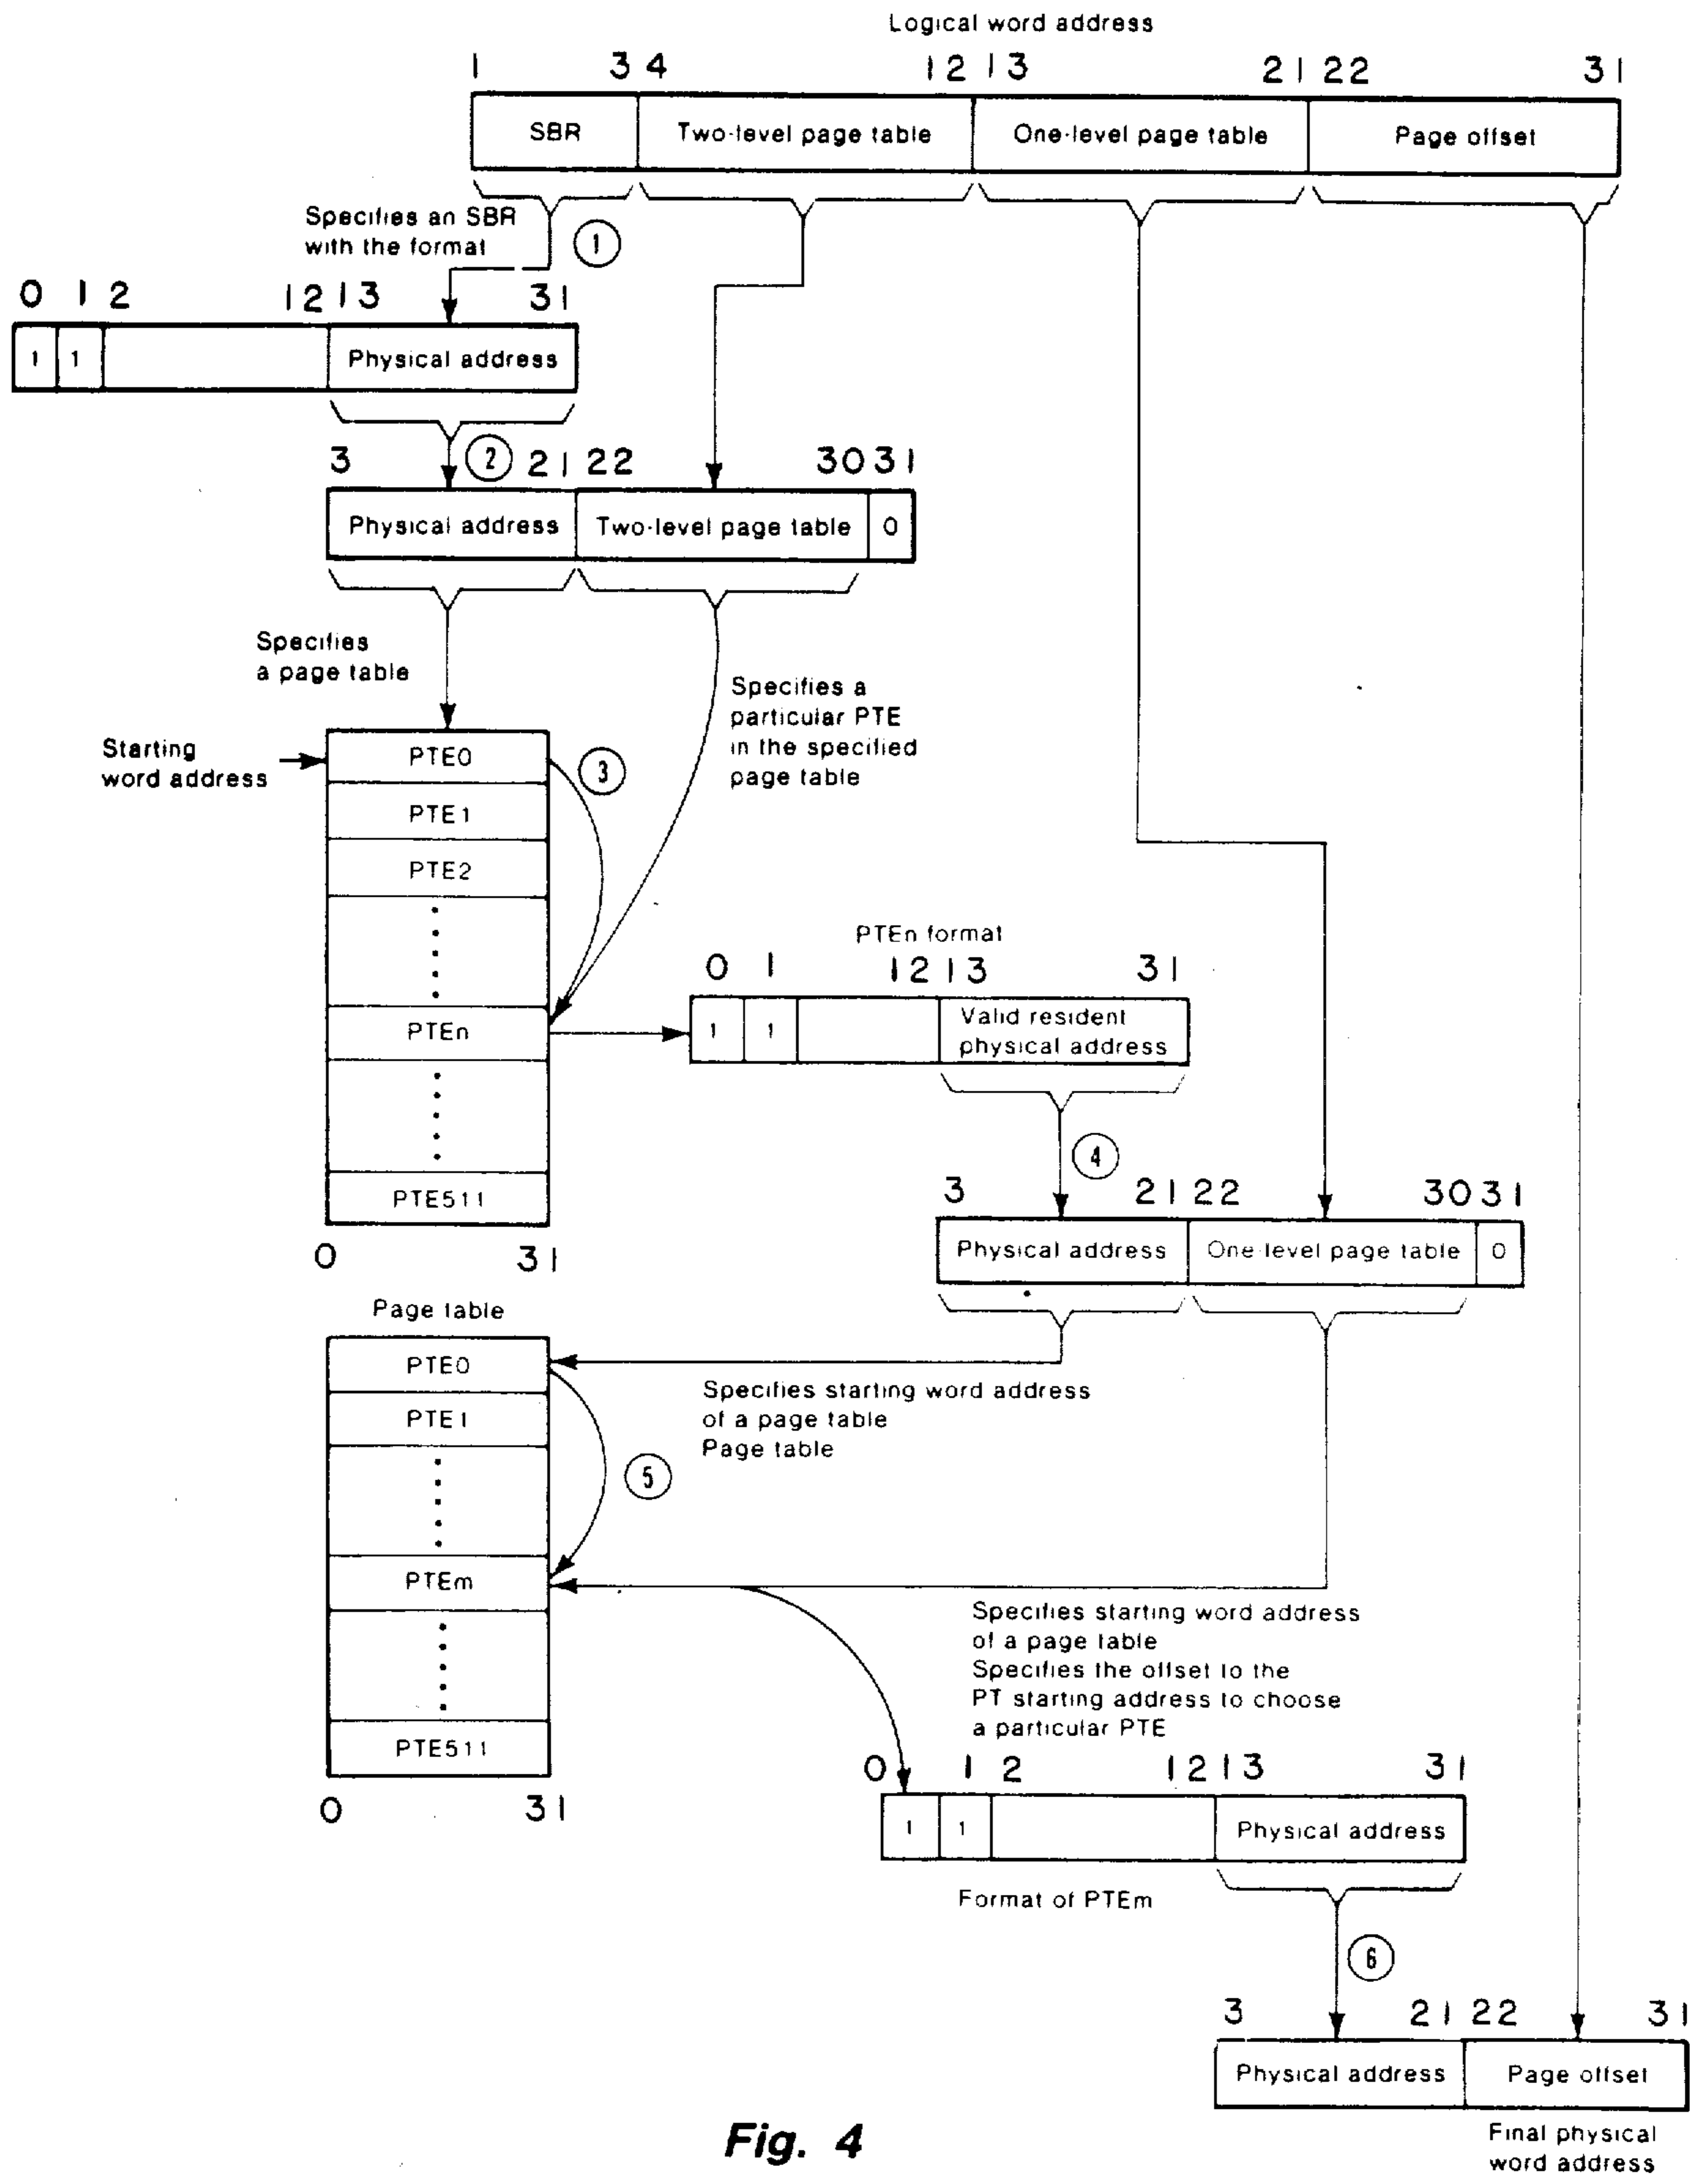 Logical word address
1 3 4 12 13 21 22 31
SBR Two-level page table One-level page table Page offset
Specifies an SBR
with the format
1
0 1 2 12 13 31
1 1 Physical address
2
3 21 22 30 31
Physical address Two-level page table 0
Specifies
a page table
Specifies a
particular PTE
in the specified
page table
Starting
word address
PTE0
3
PTE1
PTE2
PTEn format
0 1 12 13 31
PTEn
1 1 Valid resident
physical address
4
PTE511
0 31
3 21 22 30 31
Physical address One-level page table 0
Page table
PTE0
Specifies starting word address
of a page table
Page table
PTE1
5
PTEm
Specifies starting word address
of a page table
Specifies the offset to the
PT starting address to choose
a particular PTE
PTE511
0 31
0 1 2 12 13 31
1 1 Physical address
Format of PTEm
6
3 21 22 31
Physical address Page offset
Final physical
word address
Fig. 4